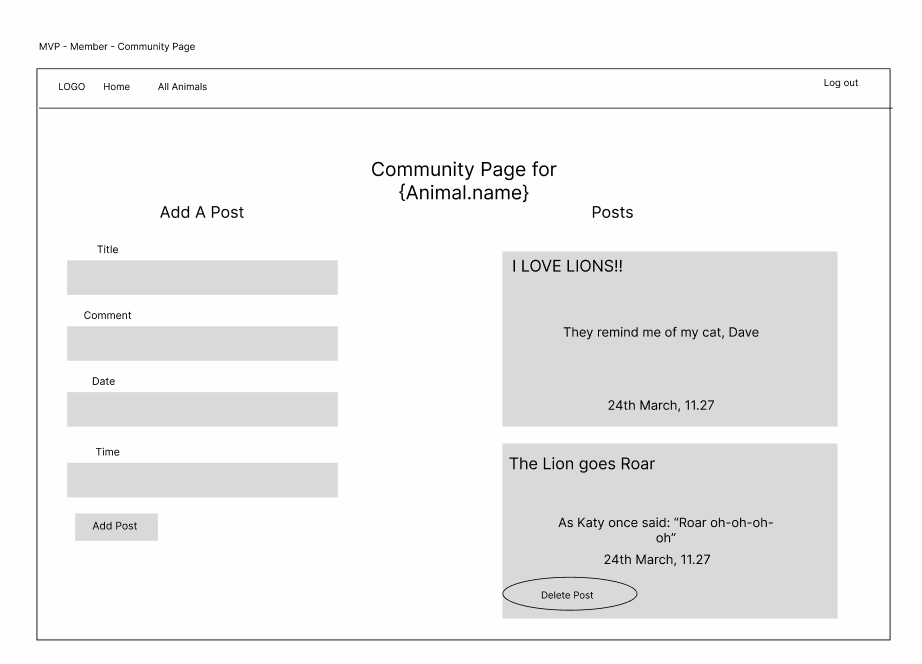 MVP - Member - Community Page
LOGO Home All Animals Log out
Community Page for
{Animal.name}
Add A Post
Title
Comment
Date
Time
Add Post
Posts
I LOVE LIONS!!
They remind me of my cat, Dave
24th March, 11.27
The Lion goes Roar
As Katy once said: “Roar oh-oh-oh-
oh”
24th March, 11.27
Delete Post